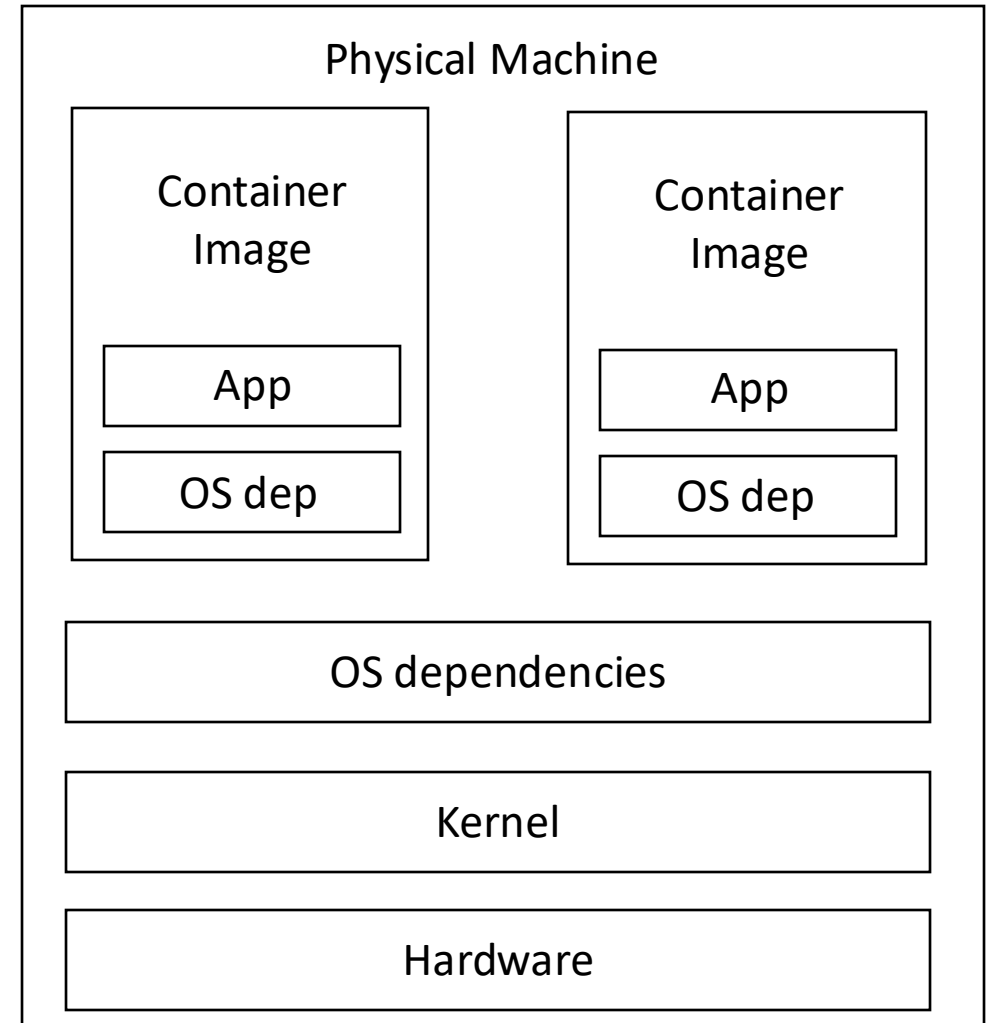 Physical Machine
Container
Image
App
OS dep
Container
Image
App
OS dep
OS dependencies
Kernel
Hardware